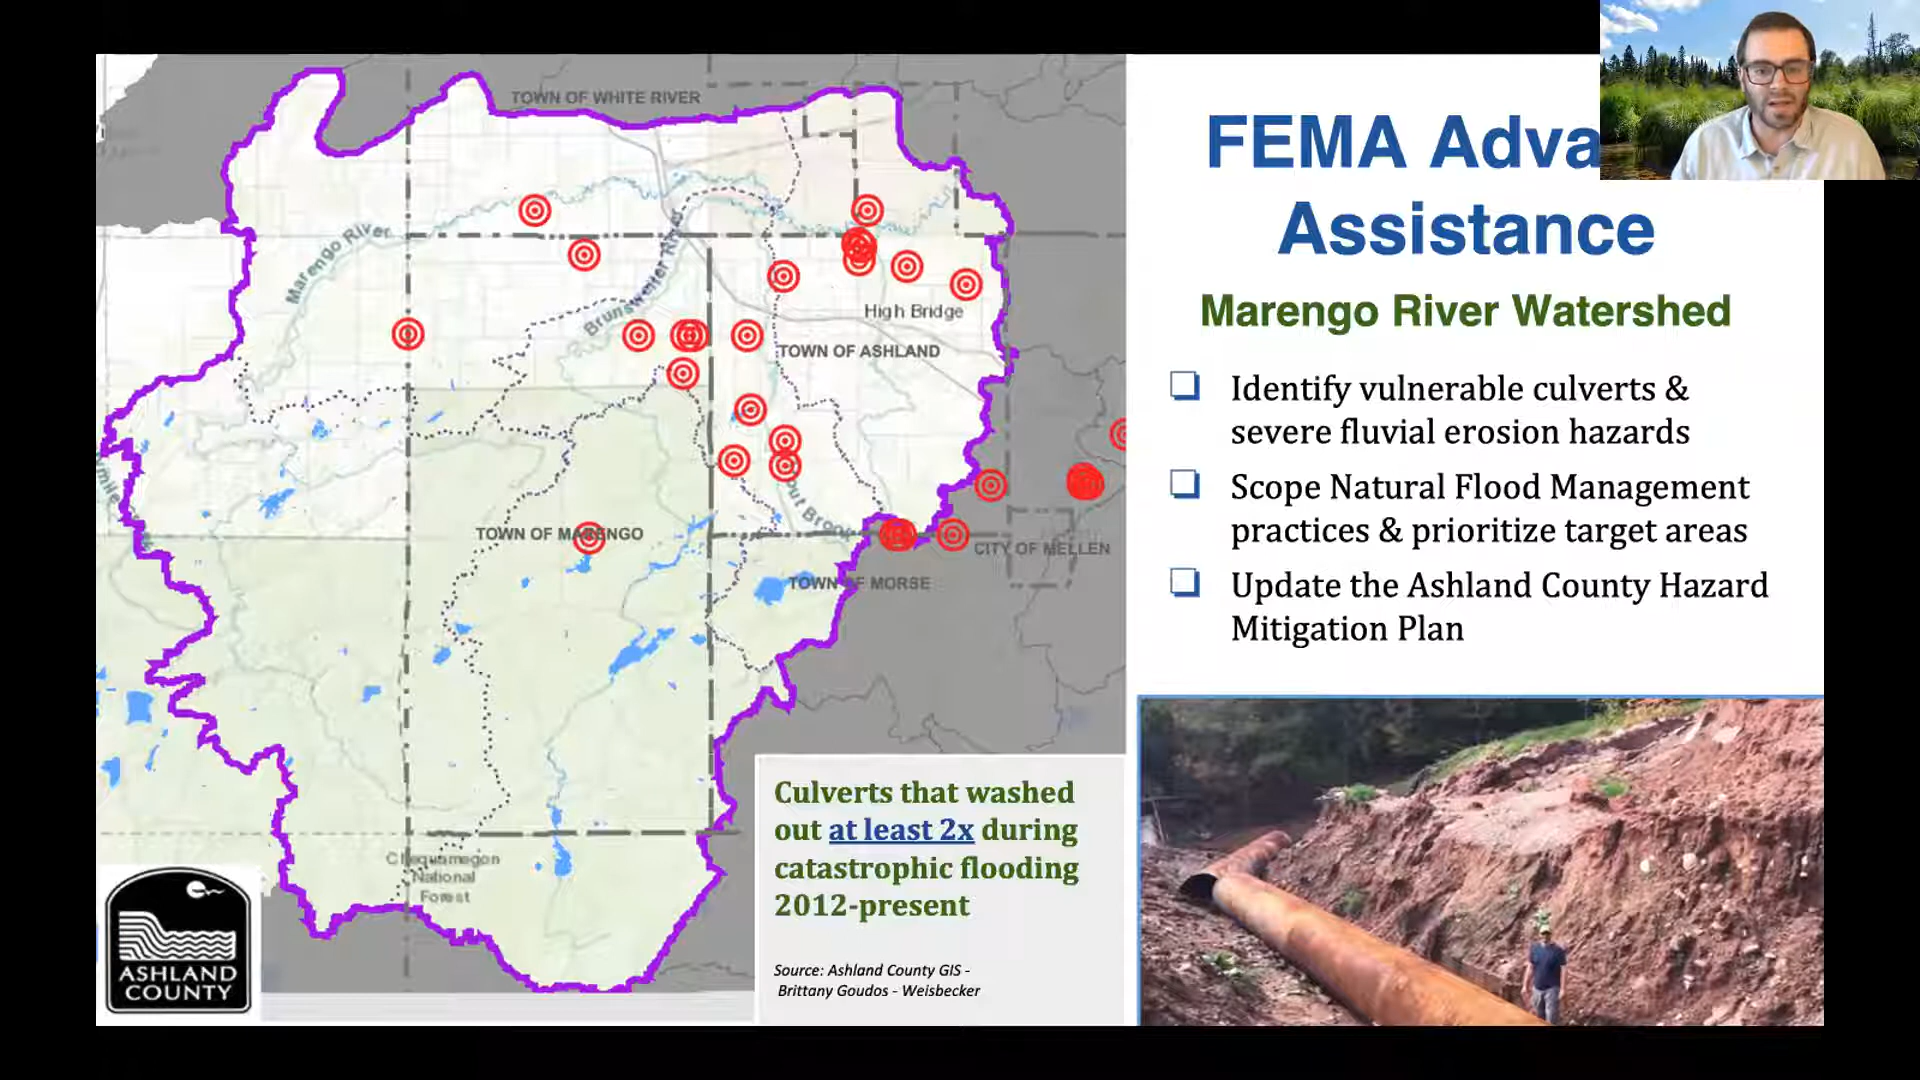 TOWN OF WHITE RIVER
Marengo River
High Bridge
TOWN OF ASHLAND
TOWN OF MARENGO
CITY OF MELLEN
TOWN OF MORSE
Chequamegon
National
Forest
ASHLAND
COUNTY
Culverts that washed
out at least 2x during
catastrophic flooding
2012-present
Source: Ashland County GIS -
Brittany Goudos - Weisbecker
FEMA Adva
Assistance
Marengo River Watershed
Identify vulnerable culverts &
severe fluvial erosion hazards
Scope Natural Flood Management
practices & prioritize target areas
Update the Ashland County Hazard
Mitigation Plan